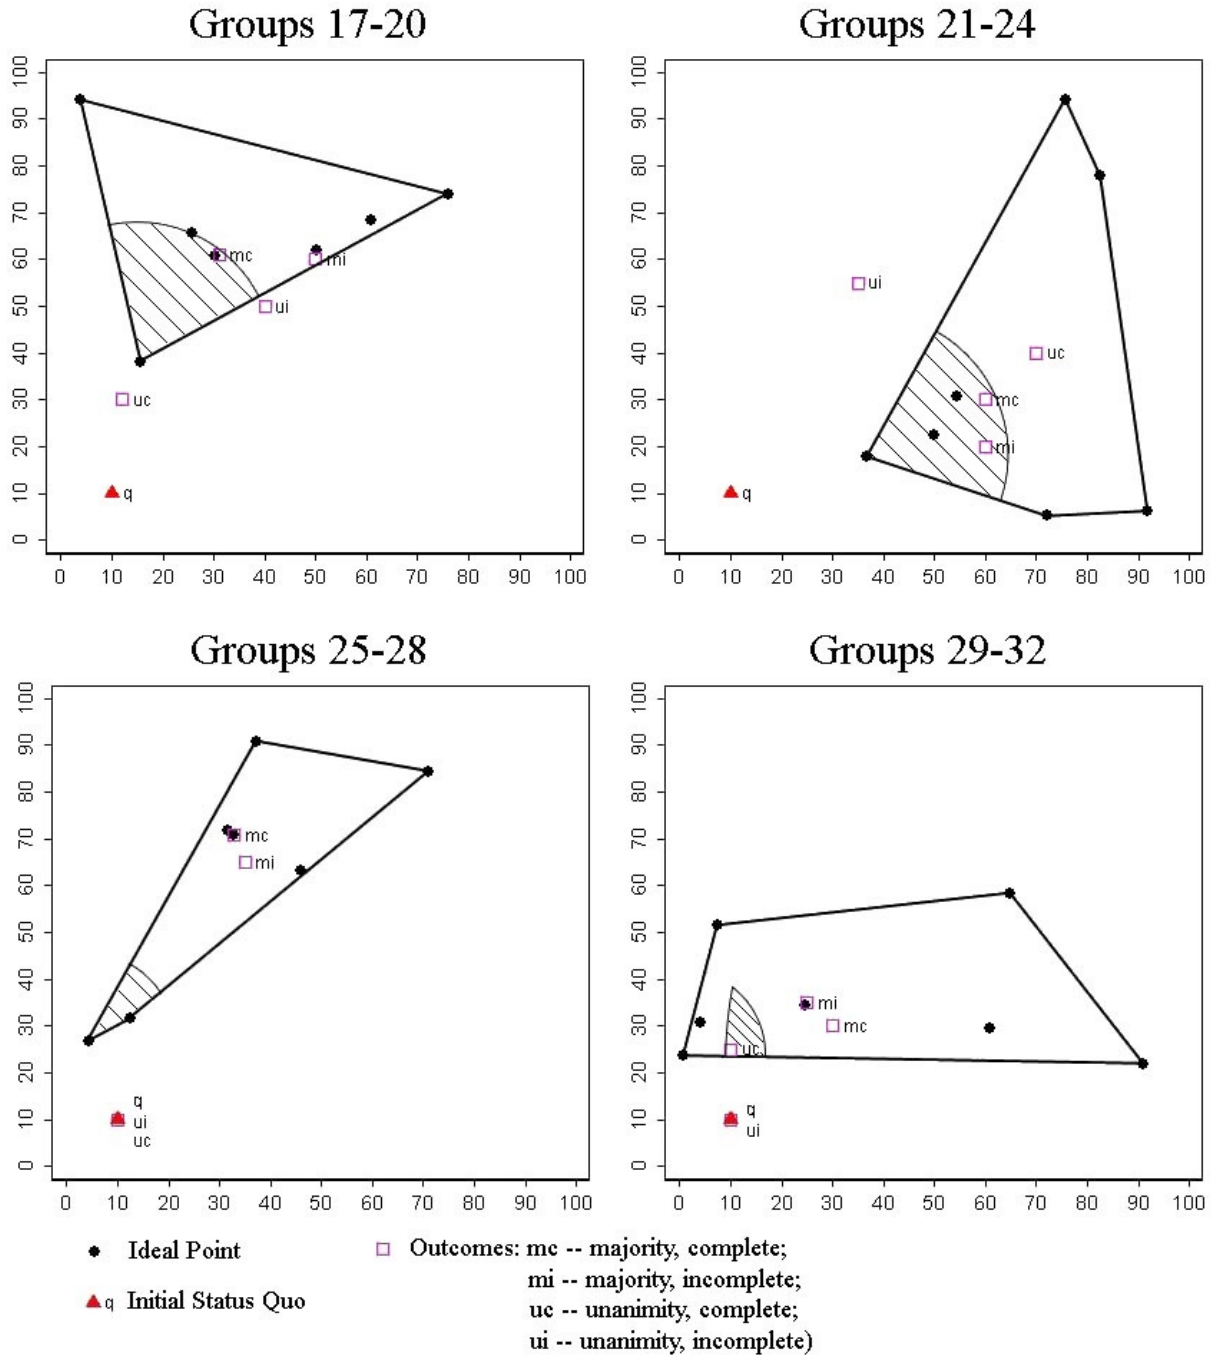 Groups 17-20
Groups 21-24
100
90
80
70
60
50
40
30
20
10
0
mc
mi
ui
uc
q
0 10 20 30 40 50 60 70 80 90 100
100
90
80
70
60
50
40
30
20
10
0
ui
uc
mc
mi
q
0 10 20 30 40 50 60 70 80 90 100
Groups 25-28
Groups 29-32
100
90
80
70
60
50
40
30
20
10
0
mc
mi
q
ui
uc
0 10 20 30 40 50 60 70 80 90 100
100
90
80
70
60
50
40
30
20
10
0
mi
mc
uc
q
ui
0 10 20 30 40 50 60 70 80 90 100
Ideal Point
q Initial Status Quo
Outcomes: mc -- majority, complete;
mi -- majority, incomplete;
uc -- unanimity, complete;
ui -- unanimity, incomplete)